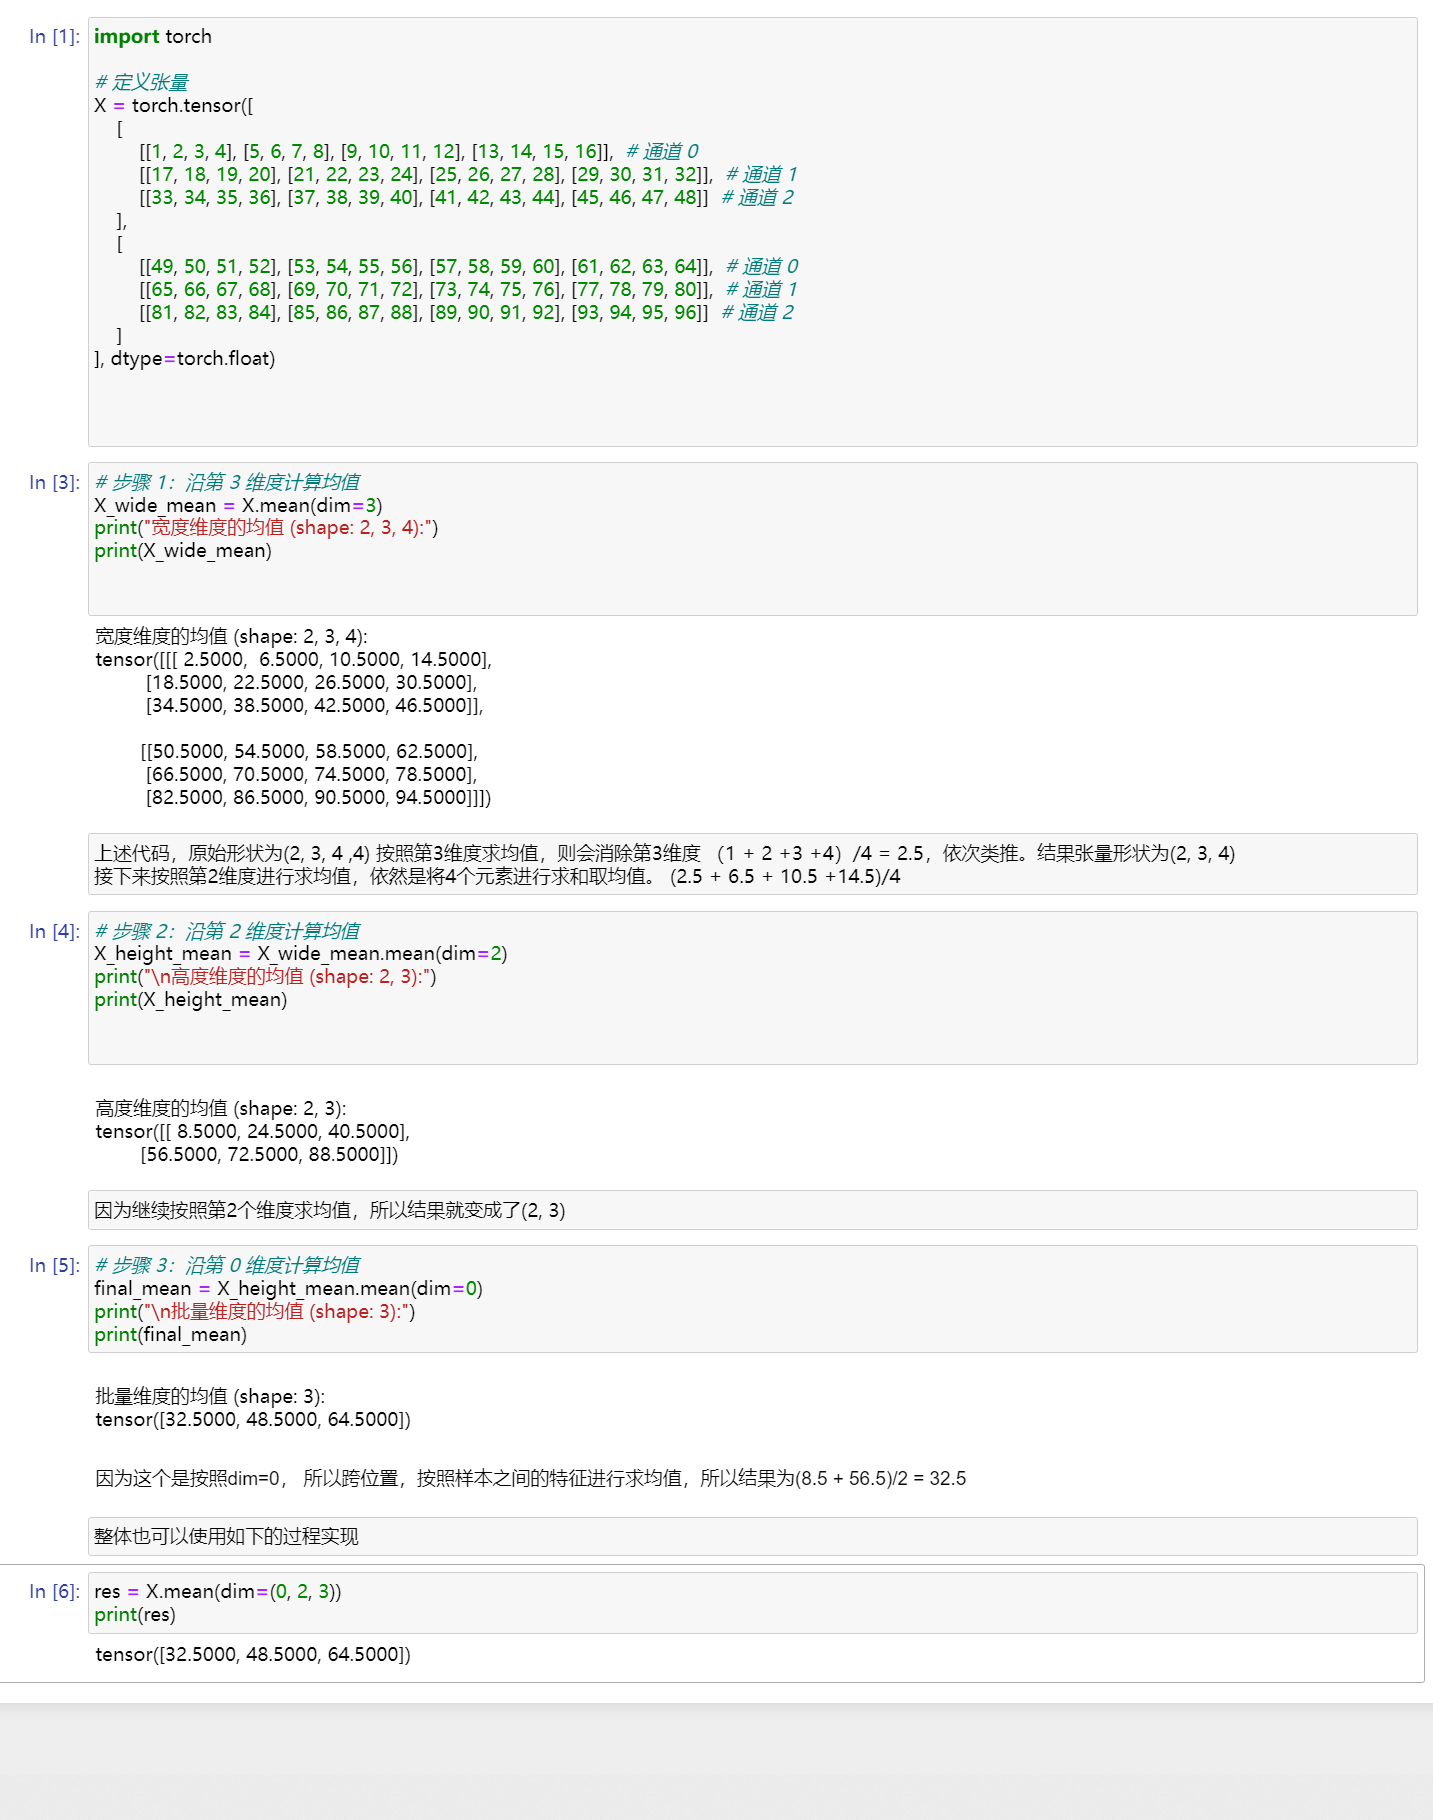 In [1]: import torch
# 定义张量
X = torch.tensor([
[
[[1, 2, 3, 4], [5, 6, 7, 8], [9, 10, 11, 12], [13, 14, 15, 16]], # 通道 0
[[17, 18, 19, 20], [21, 22, 23, 24], [25, 26, 27, 28], [29, 30, 31, 32]], # 通道 1
[[33, 34, 35, 36], [37, 38, 39, 40], [41, 42, 43, 44], [45, 46, 47, 48]] # 通道 2
],
[
[[49, 50, 51, 52], [53, 54, 55, 56], [57, 58, 59, 60], [61, 62, 63, 64]], # 通道 0
[[65, 66, 67, 68], [69, 70, 71, 72], [73, 74, 75, 76], [77, 78, 79, 80]], # 通道 1
[[81, 82, 83, 84], [85, 86, 87, 88], [89, 90, 91, 92], [93, 94, 95, 96]] # 通道 2
]
], dtype=torch.float)
In [3]: # 步骤 1：沿第 3 维度计算均值
X_wide_mean = X.mean(dim=3)
print("宽度维度的均值 (shape: 2, 3, 4):")
print(X_wide_mean)
宽度维度的均值 (shape: 2, 3, 4):
tensor([[[ 2.5000,  6.5000, 10.5000, 14.5000],
[18.5000, 22.5000, 26.5000, 30.5000],
[34.5000, 38.5000, 42.5000, 46.5000]],
[[50.5000, 54.5000, 58.5000, 62.5000],
[66.5000, 70.5000, 74.5000, 78.5000],
[82.5000, 86.5000, 90.5000, 94.5000]]])
上述代码，原始形状为(2, 3, 4 ,4) 按照第3维度求均值，则会消除第3维度 （1 + 2 +3 +4）/4 = 2.5，依次类推。结果张量形状为(2, 3, 4)
接下来按照第2维度进行求均值，依然是将4个元素进行求和取均值。 (2.5 + 6.5 + 10.5 +14.5)/4
In [4]: # 步骤 2：沿第 2 维度计算均值
X_height_mean = X_wide_mean.mean(dim=2)
print("\n高度维度的均值 (shape: 2, 3):")
print(X_height_mean)
高度维度的均值 (shape: 2, 3):
tensor([[ 8.5000, 24.5000, 40.5000],
[56.5000, 72.5000, 88.5000]])
因为继续按照第2个维度求均值，所以结果就变成了(2, 3)
In [5]: # 步骤 3：沿第 0 维度计算均值
final_mean = X_height_mean.mean(dim=0)
print("\n批量维度的均值 (shape: 3):")
print(final_mean)
批量维度的均值 (shape: 3):
tensor([32.5000, 48.5000, 64.5000])
因为这个是按照dim=0， 所以跨位置，按照样本之间的特征进行求均值，所以结果为(8.5 + 56.5)/2 = 32.5
整体也可以使用如下的过程实现
In [6]: res = X.mean(dim=(0, 2, 3))
print(res)
tensor([32.5000, 48.5000, 64.5000])